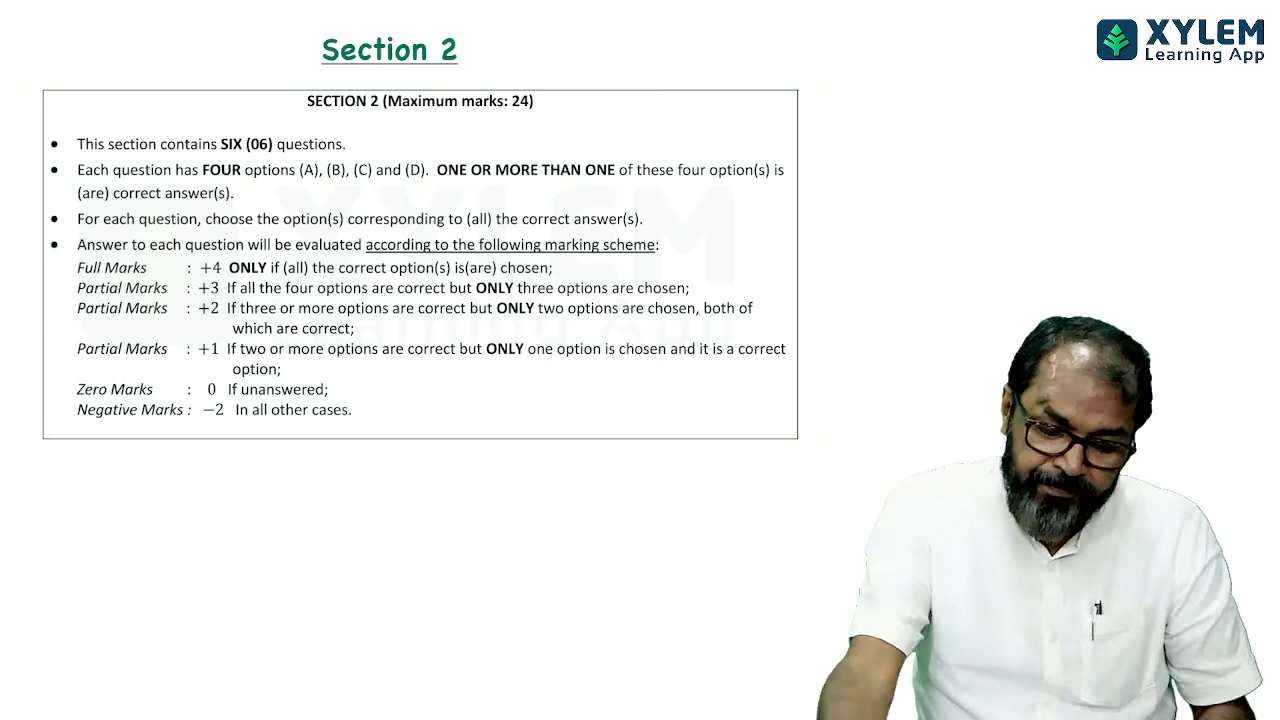 Section 2
XYLEM
Learning App
SECTION 2 (Maximum marks: 24)
• This section contains SIX (06) questions.
• Each question has FOUR options (A), (B), (C) and (D). ONE OR MORE THAN ONE of these four option(s) is
(are) correct answer(s).
• For each question, choose the option(s) corresponding to (all) the correct answer(s).
• Answer to each question will be evaluated according to the following marking scheme:
Full Marks : +4 ONLY if (all) the correct option(s) is(are) chosen;
Partial Marks : +3 If all the four options are correct but ONLY three options are chosen;
Partial Marks : +2 If three or more options are correct but ONLY two options are chosen, both of
which are correct;
Partial Marks : +1 If two or more options are correct but ONLY one option is chosen and it is a correct
option;
Zero Marks : 0 If unanswered;
Negative Marks : −2 In all other cases.
XYLEM
Learning App